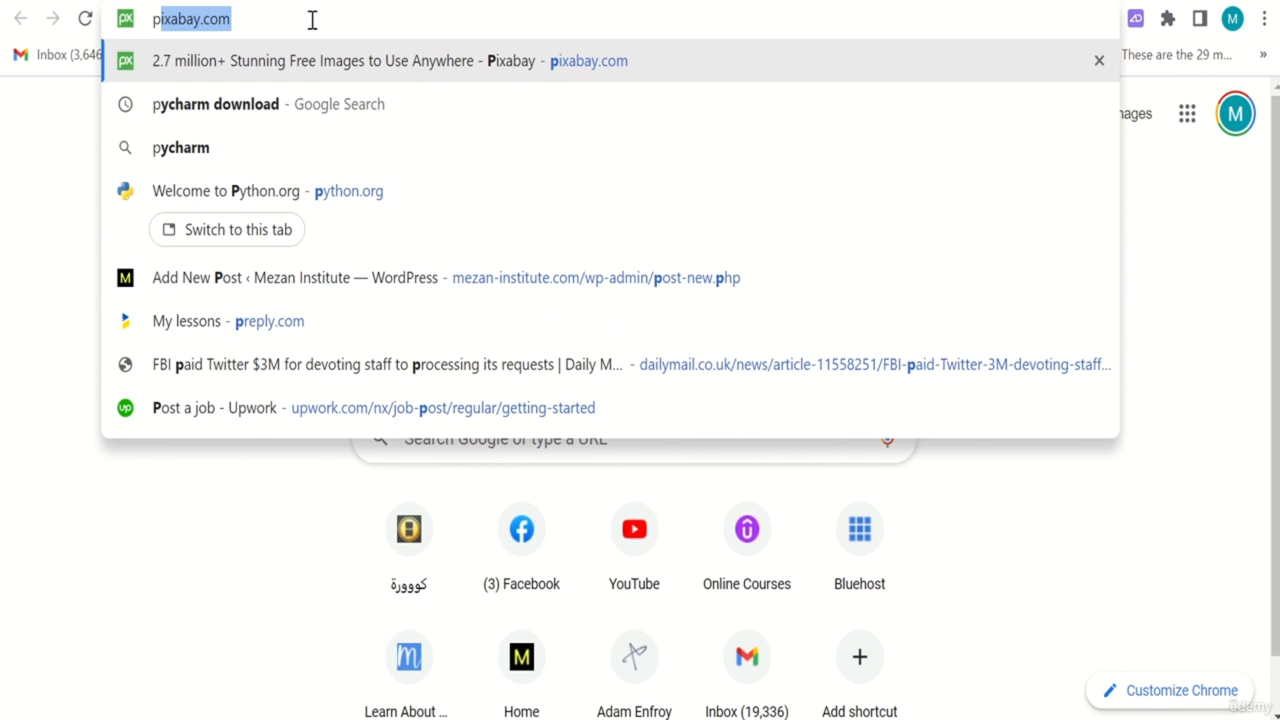 pixabay.com
Inbox (3,646
2.7 million+ Stunning Free Images to Use Anywhere - Pixabay - pixabay.com
These are the 29 m...
»
pycharm download - Google Search
M
pycharm
Welcome to Python.org - python.org
Switch to this tab
Add New Post ‹ Mezan Institute — WordPress - mezan-institute.com/wp-admin/post-new.php
My lessons - preply.com
FBI paid Twitter $3M for devoting staff to processing its requests | Daily M... - dailymail.co.uk/news/article-11558251/FBI-paid-Twitter-3M-devoting-staff...
Post a job - Upwork - upwork.com/nx/job-post/regular/getting-started
Search Google or type a URL
كووورة
(3) Facebook
YouTube
Online Courses
Bluehost
Learn About ...
Home
Adam Enfroy
Inbox (19,336)
Add shortcut
Customize Chrome
ûdemy